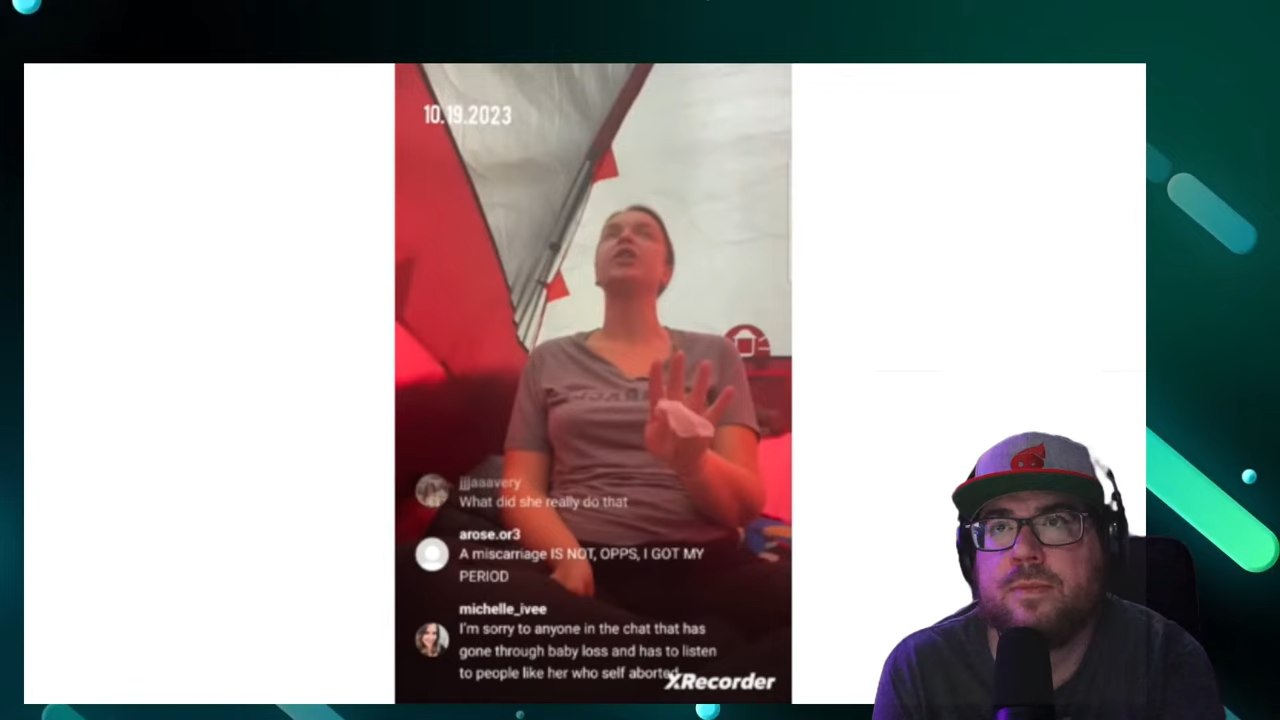 10.19.2023
jjjaaavery
What did she really do that
arose.or3
A miscarriage IS NOT, OPPS, I GOT MY
PERIOD
michelle_ivee
I'm sorry to anyone in the chat that has
gone through baby loss and has to listen
to people like her who self aborted
XRecorder